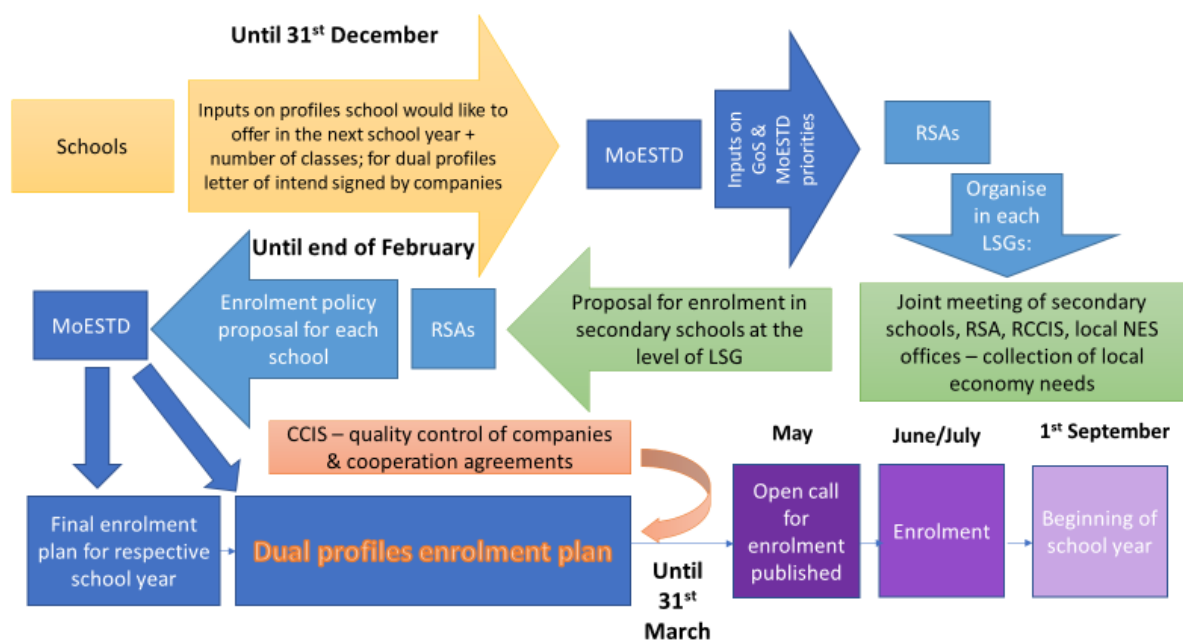 Until 31st December
Schools
Inputs on profiles school would like to
offer in the next school year +
number of classes; for dual profiles
letter of intend signed by companies
MoESTD
Inputs on
GoS &
MoESTD
priorities
RSAs
Organise
in each
LSGs:
Joint meeting of secondary
schools, RSA, RCCIS, local NES
offices – collection of local
economy needs
Proposal for enrolment in
secondary schools at the
level of LSG
RSAs
Until end of February
Enrolment policy
proposal for each
school
MoESTD
CCIS – quality control of companies
& cooperation agreements
Final enrolment
plan for respective
school year
Dual profiles enrolment plan
Until
31st
March
May
Open call
for
enrolment
published
June/July
Enrolment
1st September
Beginning of
school year